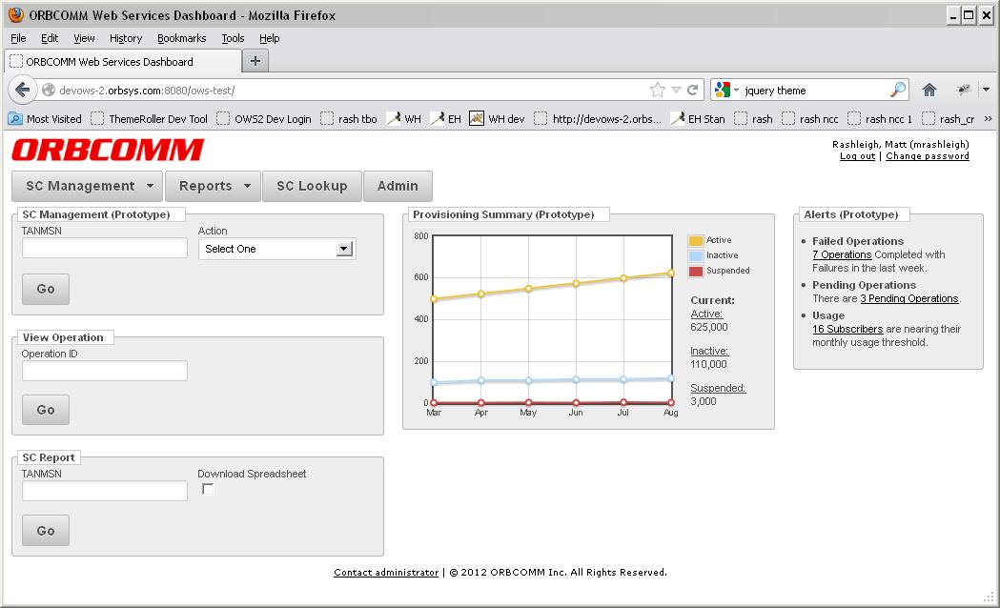 ORBCOMM Web Services Dashboard - Mozilla Firefox
File Edit View History Bookmarks Tools Help
ORBCOMM Web Services Dashboard
devows-2.orbsys.com:8080/ows-test/
jquery theme
Most Visited ThemeRoller Dev Tool OWS2 Dev Login rash tbo WH EH WH dev http://devows-2.orbs... EH Stan rash rash ncc rash ncc 1 rash_cr »
ORBCOMM
Rashleigh, Matt (mrashleigh)
Log out | Change password
SC Management Reports SC Lookup Admin
SC Management (Prototype)
TANMSN Action
Select One
Go
View Operation
Operation ID
Go
SC Report
TANMSN Download Spreadsheet
Go
Provisioning Summary (Prototype)
800
600
400
200
0
Mar Apr May Jun Jul Aug
Active
Inactive
Suspended
Current:
Active:
625,000
Inactive:
110,000
Suspended:
3,000
Alerts (Prototype)
• Failed Operations
7 Operations Completed with
Failures in the last week.
• Pending Operations
There are 3 Pending Operations.
• Usage
16 Subscribers are nearing their
monthly usage threshold.
Contact administrator | © 2012 ORBCOMM Inc. All Rights Reserved.